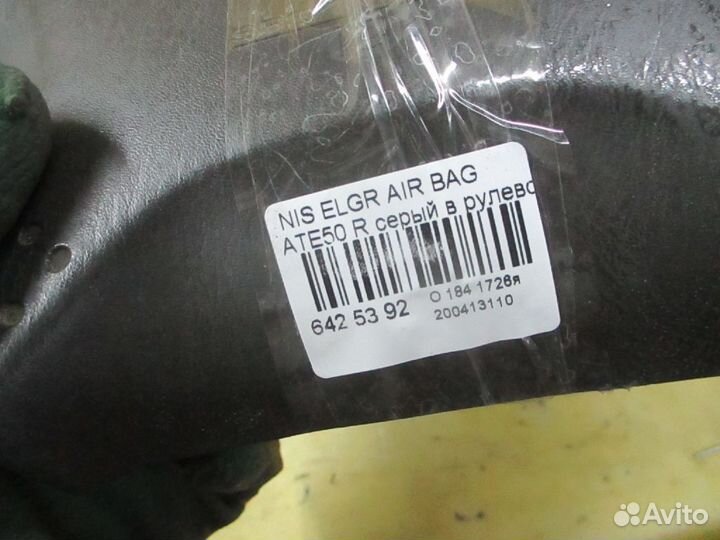 NIS ELGR AIR BAG
ATE50 R серый в рулево
642 53 92 O 184 1726я
200413110
Avito